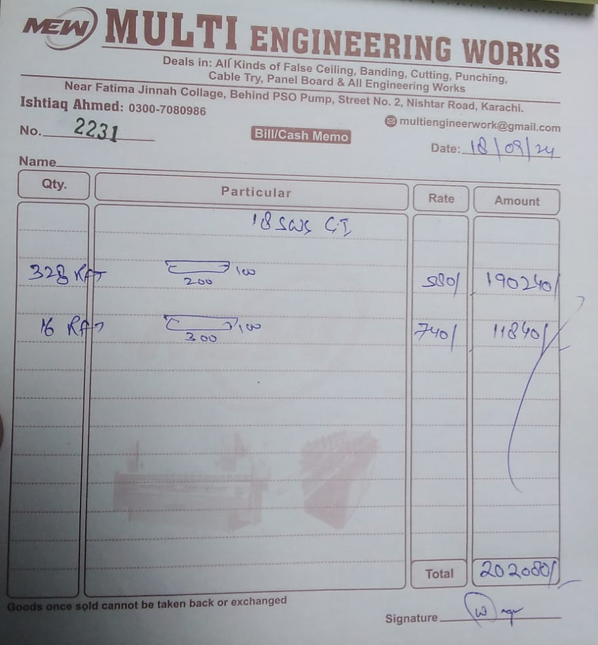 MEW MULTI ENGINEERING WORKS
Deals in: All Kinds of False Ceiling, Banding, Cutting, Punching,
Cable Try, Panel Board & All Engineering Works
Near Fatima Jinnah Collage, Behind PSO Pump, Street No. 2, Nishtar Road, Karachi.
Ishtiaq Ahmed: 0300-7080986 multiengineerwork@gmail.com
No. 2231 Bill/Cash Memo Date: 18/09/24
Name
Qty. Particular Rate Amount
18 SWG G.I
328 RFT 100 580/ 190240/
200
16 RFT 100 740/ 11840/
300
Total 202080/
Goods once sold cannot be taken back or exchanged
Signature